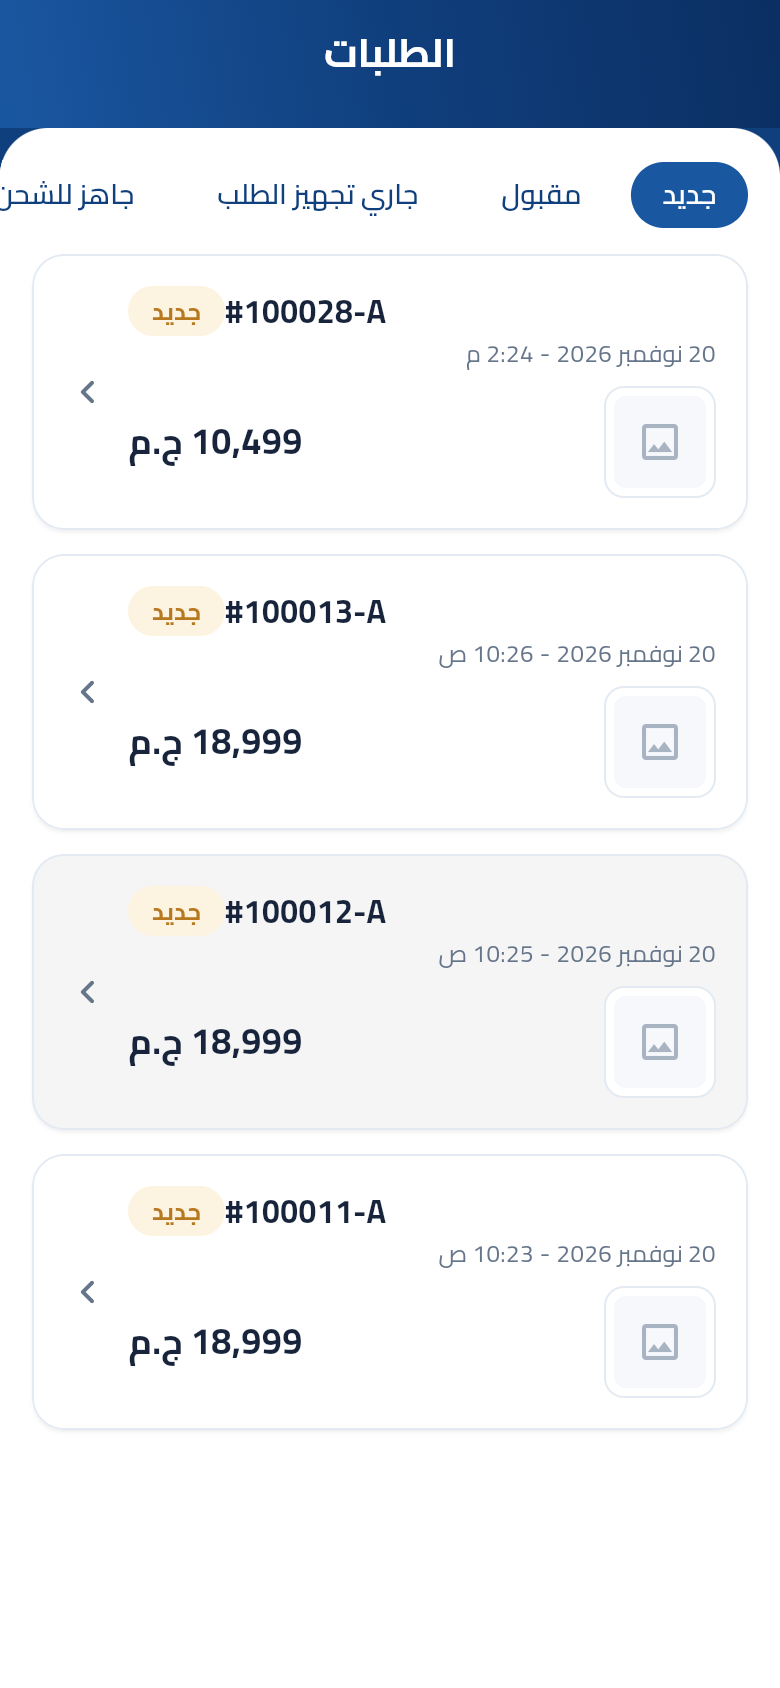 الطلبات
جديد مقبول جاري تجهيز الطلب جاهز للشحن
#100028-A جديد
20 نوفمبر 2026 - 2:24 م
10,499 ج.م
#100013-A جديد
20 نوفمبر 2026 - 10:26 ص
18,999 ج.م
#100012-A جديد
20 نوفمبر 2026 - 10:25 ص
18,999 ج.م
#100011-A جديد
20 نوفمبر 2026 - 10:23 ص
18,999 ج.م